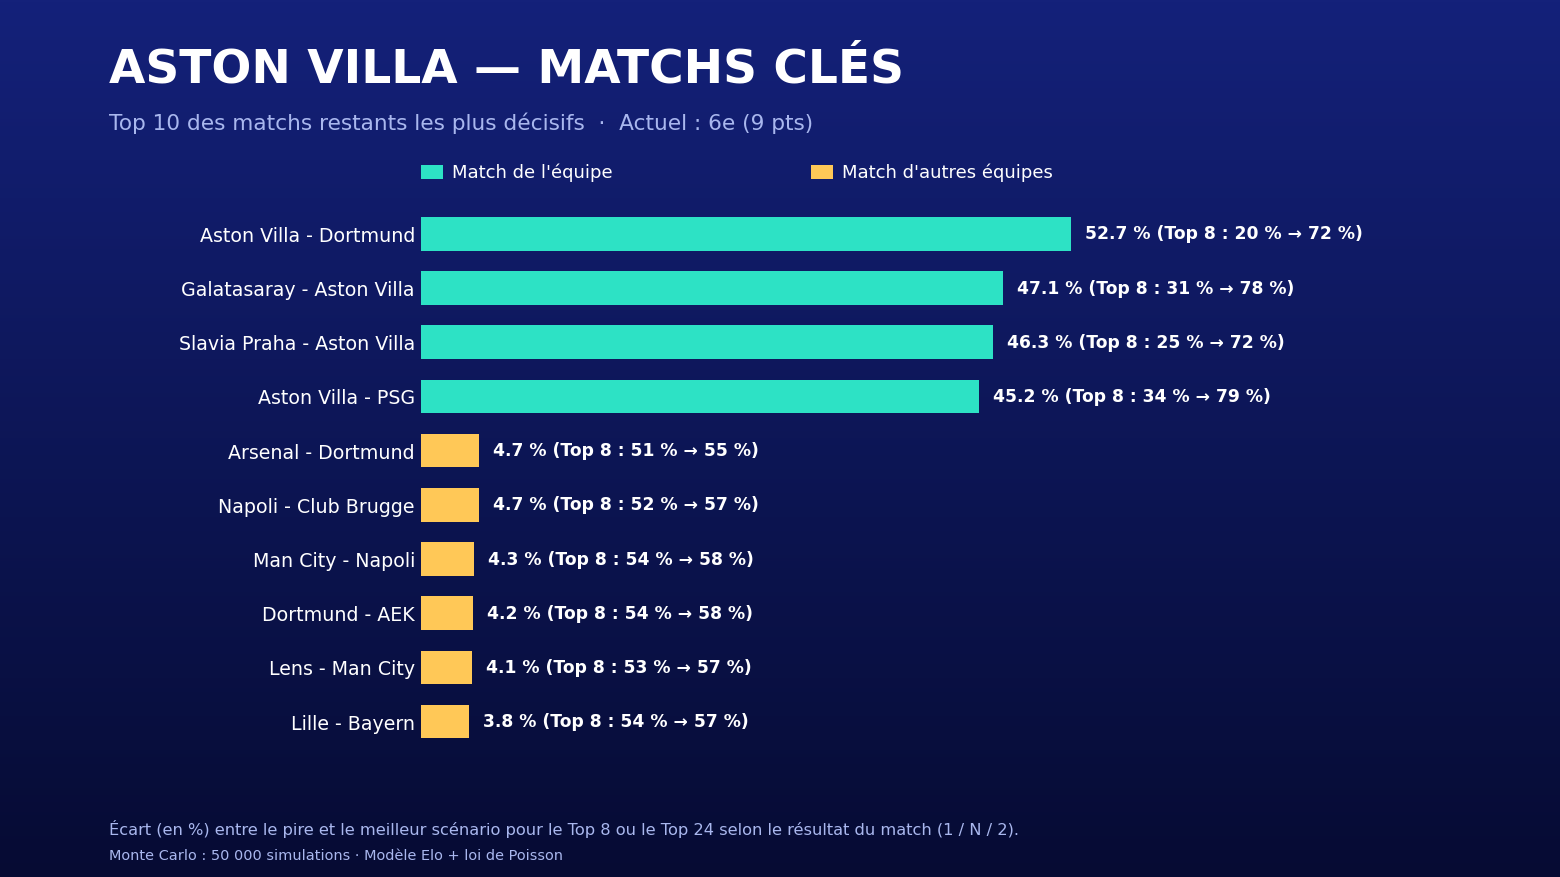 ASTON VILLA — MATCHS CLÉS
Top 10 des matchs restants les plus décisifs · Actuel : 6e (9 pts)
Match de l'équipe
Match d'autres équipes
Aston Villa - Dortmund 52.7 % (Top 8 : 20 % → 72 %)
Galatasaray - Aston Villa 47.1 % (Top 8 : 31 % → 78 %)
Slavia Praha - Aston Villa 46.3 % (Top 8 : 25 % → 72 %)
Aston Villa - PSG 45.2 % (Top 8 : 34 % → 79 %)
Arsenal - Dortmund 4.7 % (Top 8 : 51 % → 55 %)
Napoli - Club Brugge 4.7 % (Top 8 : 52 % → 57 %)
Man City - Napoli 4.3 % (Top 8 : 54 % → 58 %)
Dortmund - AEK 4.2 % (Top 8 : 54 % → 58 %)
Lens - Man City 4.1 % (Top 8 : 53 % → 57 %)
Lille - Bayern 3.8 % (Top 8 : 54 % → 57 %)
Écart (en %) entre le pire et le meilleur scénario pour le Top 8 ou le Top 24 selon le résultat du match (1 / N / 2).
Monte Carlo : 50 000 simulations · Modèle Elo + loi de Poisson